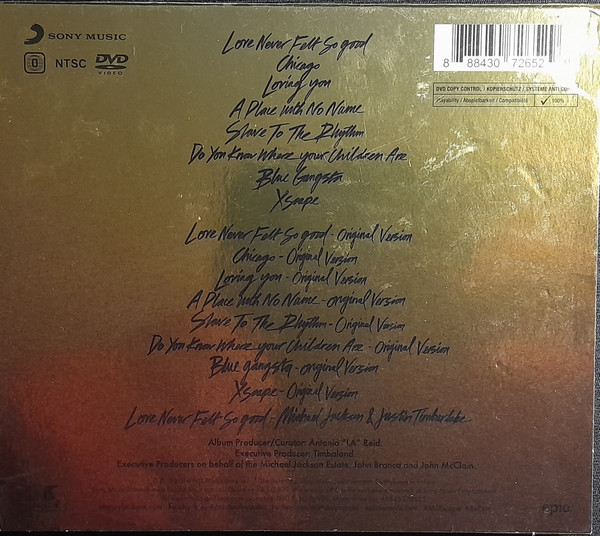 SONY MUSIC
0 NTSC DVD VIDEO
8 88430 72652
DVD COPY CONTROL / KOPIENSCHUTZ / SYSTÈME ANTI
Playability / Abspielbarkeit / Compatibilité 100%
Love Never Felt So good
Chicago
Loving you
A Place with No Name
Slave To The Rhythm
Do You Know Where your Children Are
Blue Gangsta
Xscape
Love Never Felt So good - Original Version
Chicago - Original Version
Loving you - Original Version
A Place with No Name - original Version
Slave To The Rhythm - Original Version
Do You Know Where your Children Are - Original Version
Blue gangsta - original Version
Xscape - Original Version
Love Never Felt So good - Michael Jackson & Justin Timberlake
Album Producer/Curator: Antonio "LA" Reid.
Executive Producer: Timbaland.
Executive Producers on behalf of the Michael Jackson Estate: John Branca and John McClain.
epic